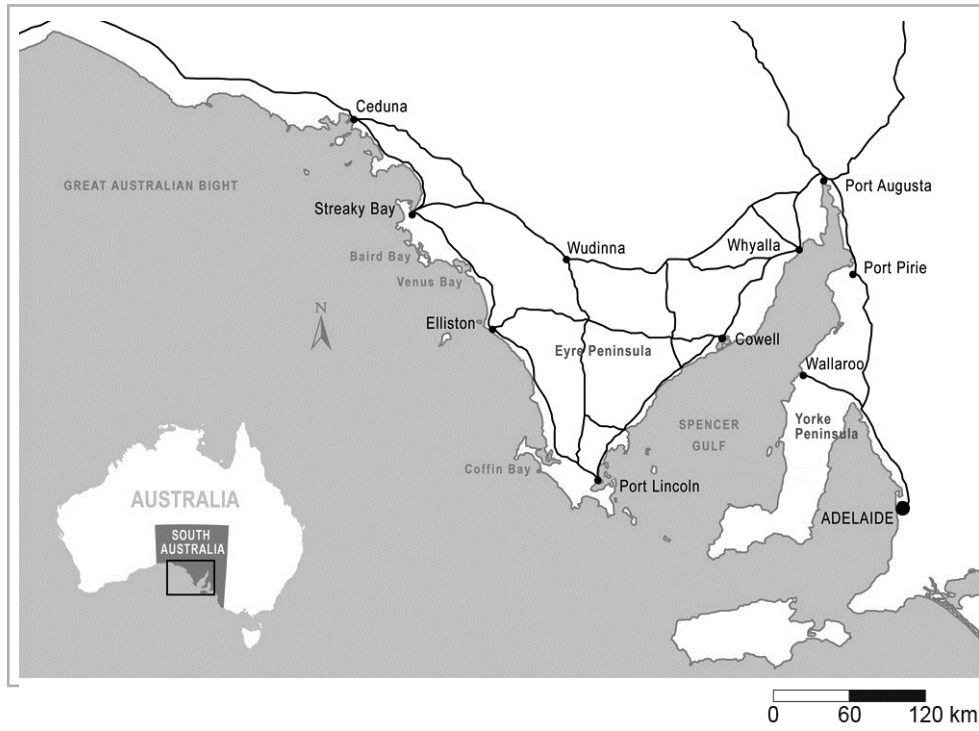 Ceduna
GREAT AUSTRALIAN BIGHT
Port Augusta
Streaky Bay
Wudinna
Whyalla
Baird Bay
Port Pirie
Venus Bay
N
Elliston
Cowell
Eyre Peninsula
Wallaroo
SPENCER
GULF
Yorke
Peninsula
Coffin Bay
Port Lincoln
AUSTRALIA
ADELAIDE
SOUTH
AUSTRALIA
0 60 120 km